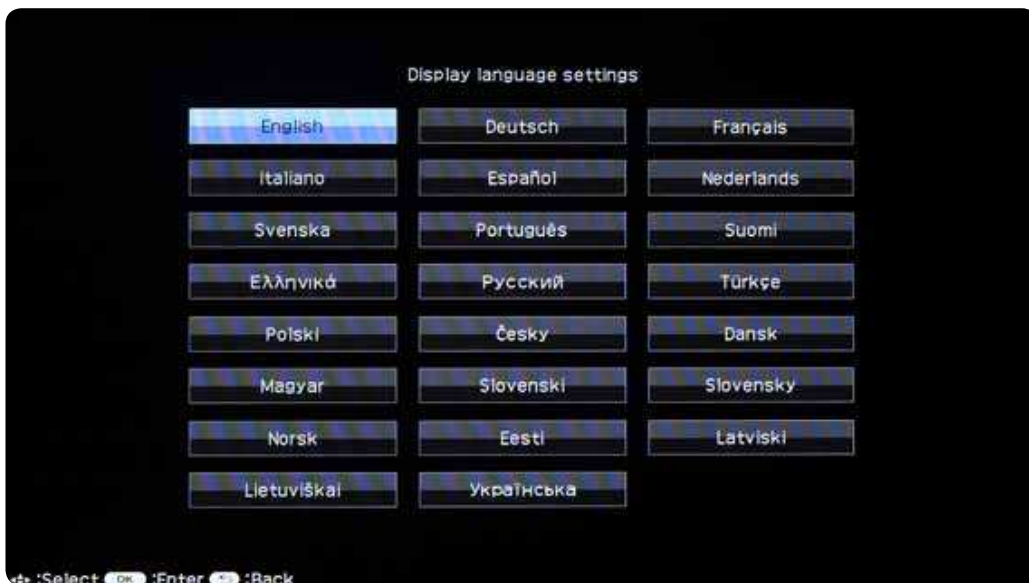 Display language settings
English Deutsch Français
Italiano Español Nederlands
Svenska Português Suomi
Ελληνικά Русский Türkçe
Polski Česky Dansk
Magyar Slovenski Slovensky
Norsk Eesti Latviski
Lietuviškai Українська
:Select OK :Enter :Back